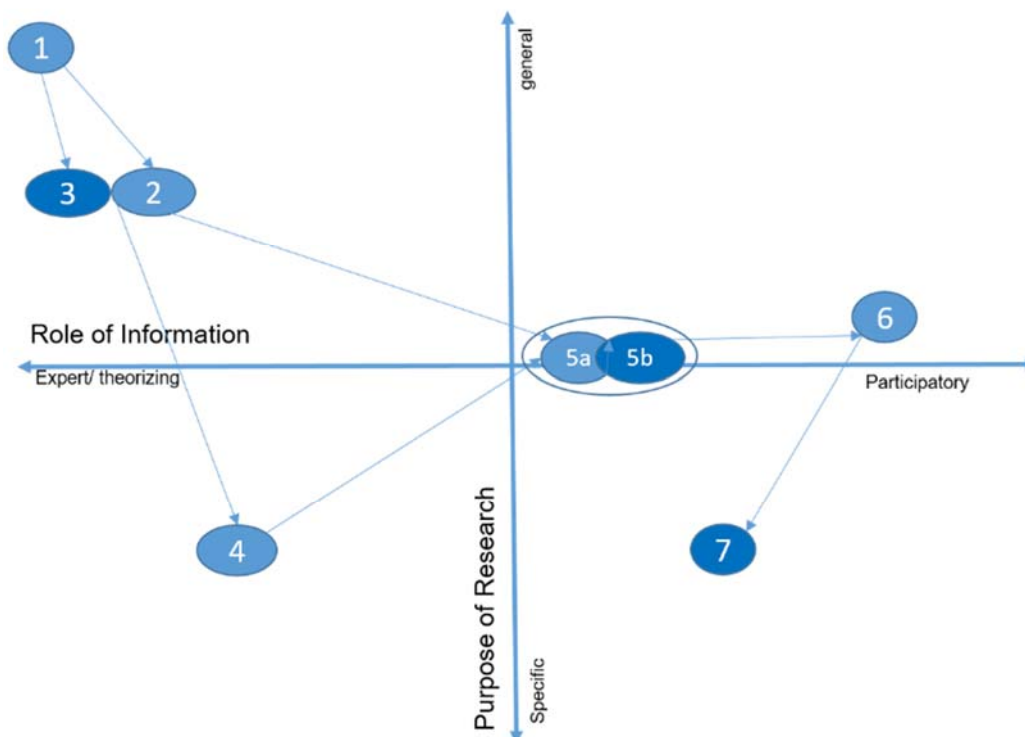 1
general
3
2
Role of Information
6
5a
5b
Expert/ theorizing
Participatory
4
7
Purpose of Research
Specific